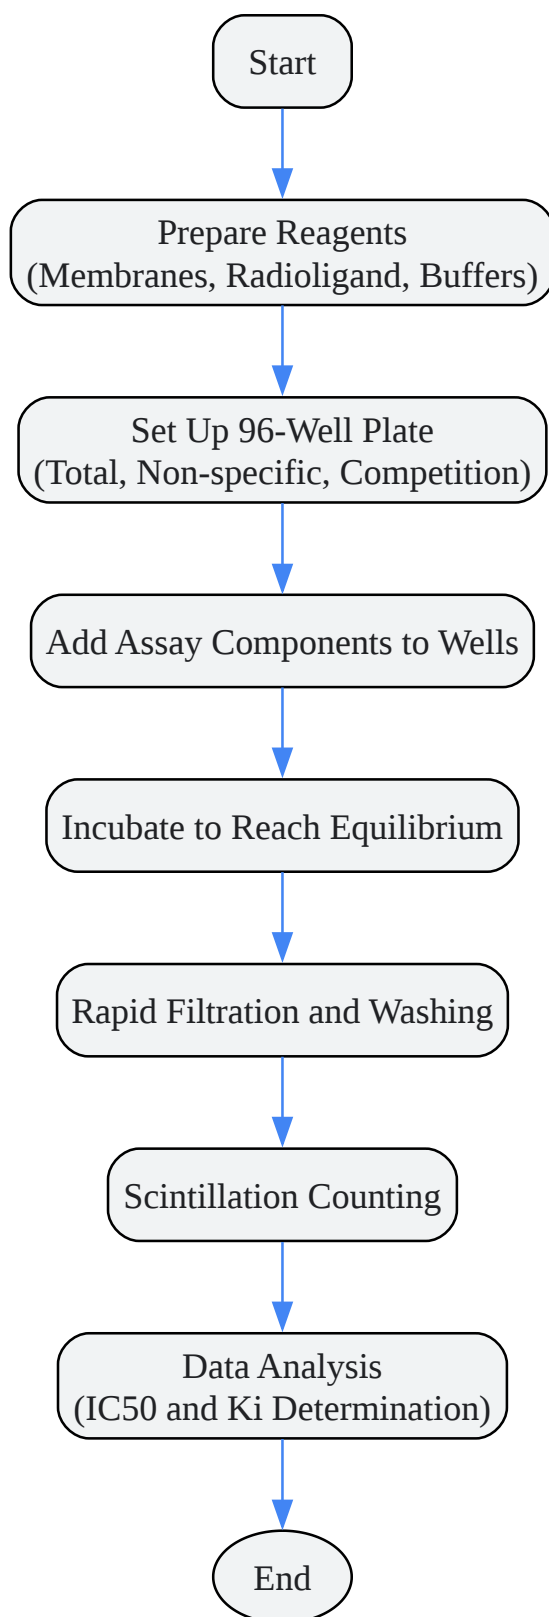 Start
Prepare Reagents
(Membranes, Radioligand, Buffers)
Set Up 96-Well Plate
(Total, Non-specific, Competition)
Add Assay Components to Wells
Incubate to Reach Equilibrium
Rapid Filtration and Washing
Scintillation Counting
Data Analysis
(IC50 and Ki Determination)
End